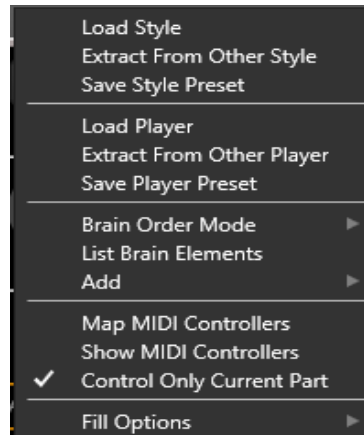 Load Style
Extract From Other Style
Save Style Preset
Load Player
Extract From Other Player
Save Player Preset
Brain Order Mode
List Brain Elements
Add
Map MIDI Controllers
Show MIDI Controllers
Control Only Current Part
Fill Options